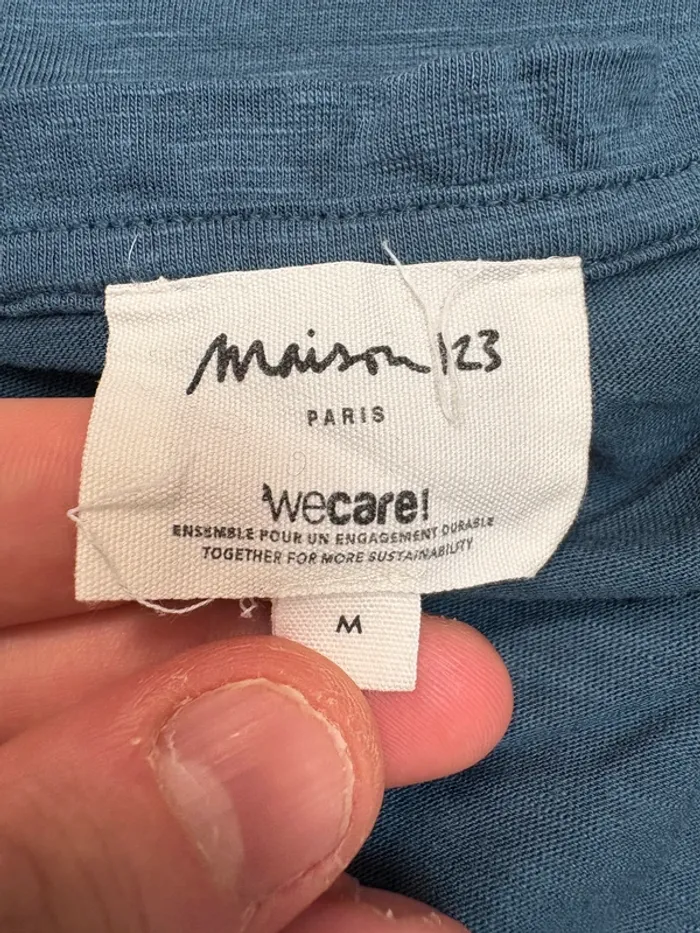 maison 123
PARIS
wecare!
ENSEMBLE POUR UN ENGAGEMENT DURABLE
TOGETHER FOR MORE SUSTAINABILITY
M